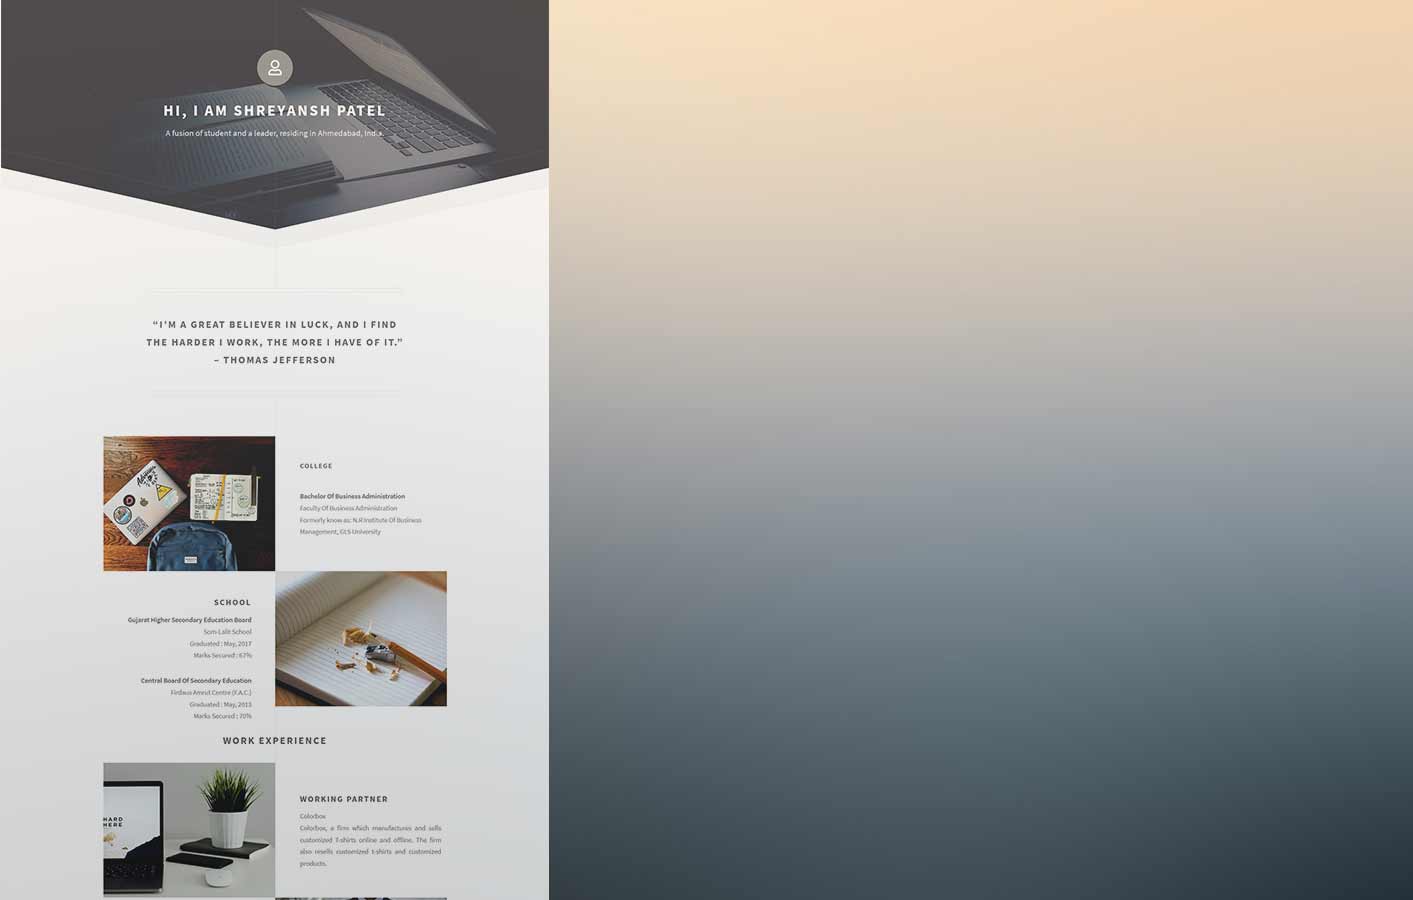 HI, I AM SHREYANSH PATEL
A fusion of student and a leader, residing in Ahmedabad, India.
“I'M A GREAT BELIEVER IN LUCK, AND I FIND
THE HARDER I WORK, THE MORE I HAVE OF IT.”
– THOMAS JEFFERSON
COLLEGE
Bachelor Of Business Administration
Faculty Of Business Administration
Formerly know as: N.R Institute Of Business
Management, GLS University
SCHOOL
Gujarat Higher Secondary Education Board
Som-Lalit School
Graduated : May, 2017
Marks Secured : 67%
Central Board Of Secondary Education
Firdaus Amrut Centre (F.A.C.)
Graduated : May, 2015
Marks Secured : 70%
WORK EXPERIENCE
HARD
HERE
WORKING PARTNER
Colorbox
Colorbox, a firm which manufactures and sells
customized T-shirts online and offline. The firm
also resells customized t-shirts and customized
products.